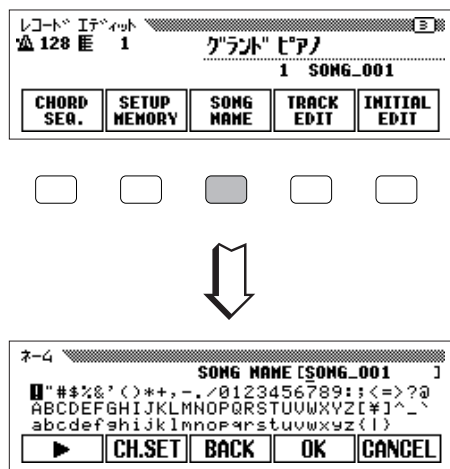 レコード エディット 3
128 1 グランド ピアノ
1 SONG_001
CHORD SEQ. SETUP MEMORY SONG NAME TRACK EDIT INITIAL EDIT
ネーム
SONG NAME [SONG_001 ]
!"#$%&'()*+,-./0123456789:;<=>?@
ABCDEFGHIJKLMNOPQRSTUVWXYZ[¥]^_`
abcdefghijklmnopqrstuvwxyz{|}
▶ CH.SET BACK OK CANCEL